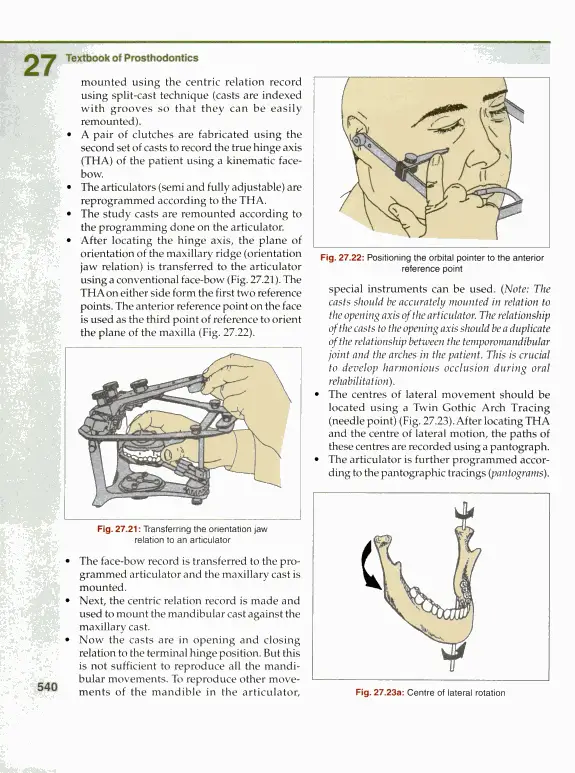 27 Textbook of Prosthodontics
mounted using the centric relation record
using split-cast technique (casts are indexed
with grooves so that they can be easily
remounted).
• A pair of clutches are fabricated using the
second set of casts to record the true hinge axis
(THA) of the patient using a kinematic face-
bow.
• The articulators (semi and fully adjustable) are
reprogrammed according to the THA.
• The study casts are remounted according to
the programming done on the articulator.
• After locating the hinge axis, the plane of
orientation of the maxillary ridge (orientation
jaw relation) is transferred to the articulator
using a conventional face-bow (Fig. 27.21). The
THA on either side form the first two reference
points. The anterior reference point on the face
is used as the third point of reference to orient
the plane of the maxilla (Fig. 27.22).
Fig. 27.21: Transferring the orientation jaw
relation to an articulator
• The face-bow record is transferred to the pro-
grammed articulator and the maxillary cast is
mounted.
• Next, the centric relation record is made and
used to mount the mandibular cast against the
maxillary cast.
• Now the casts are in opening and closing
relation to the terminal hinge position. But this
is not sufficient to reproduce all the mandi-
bular movements. To reproduce other move-
ments of the mandible in the articulator,
540
Fig. 27.22: Positioning the orbital pointer to the anterior
reference point
special instruments can be used. (Note: The
casts should be accurately mounted in relation to
the opening axis of the articulator. The relationship
of the casts to the opening axis should be a duplicate
of the relationship between the temporomandibular
joint and the arches in the patient. This is crucial
to develop harmonious occlusion during oral
rehabilitation).
• The centres of lateral movement should be
located using a Twin Gothic Arch Tracing
(needle point) (Fig. 27.23). After locating THA
and the centre of lateral motion, the paths of
these centres are recorded using a pantograph.
• The articulator is further programmed accor-
ding to the pantographic tracings (pantograms).
Fig. 27.23a: Centre of lateral rotation